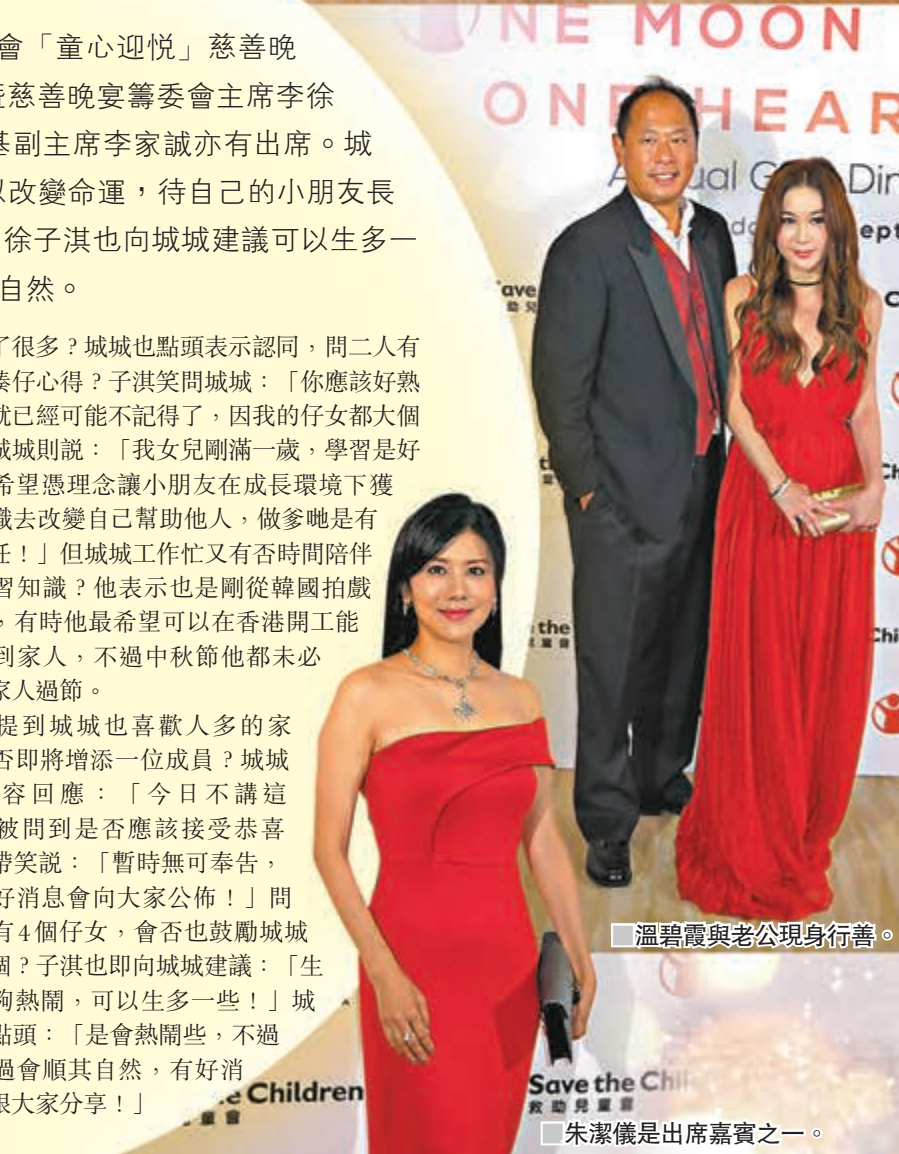 會「童心迎悦」慈善晚
暨慈善晚宴籌委會主席李徐
基副主席李家誠亦有出席。城
以改變命運，待自己的小朋友長
徐子淇也向城城建議可以生多一
自然。
了很多？城城也點頭表示認同，問二人有
湊仔心得？子淇笑問城城：「你應該好熟
就已經可能不記得了，因我的仔女都大個
城城則説：「我女兒剛滿一歲，學習是好
希望憑理念讓小朋友在成長環境下獲
識去改變自己幫助他人，做爹哋是有
任！」但城城工作忙又有否時間陪伴
習知識？他表示也是剛從韓國拍戲
，有時他最希望可以在香港開工能
到家人，不過中秋節他都未必
家人過節。
提到城城也喜歡人多的家
否即將增添一位成員？城城
容回應：「今日不講這
被問到是否應該接受恭喜
帶笑説：「暫時無可奉告，
好消息會向大家公佈！」問
有4個仔女，會否也鼓勵城城
個？子淇也即向城城建議：「生
夠熱鬧，可以生多一些！」城
點頭：「是會熱鬧些，不過
過會順其自然，有好消
跟大家分享！」
NE MOON
ONE HEAR
ual G Din
ept
ave
the
Chi
e Children
Save the Chil
救助兒童會
■溫碧霞與老公現身行善。
■朱潔儀是出席嘉賓之一。